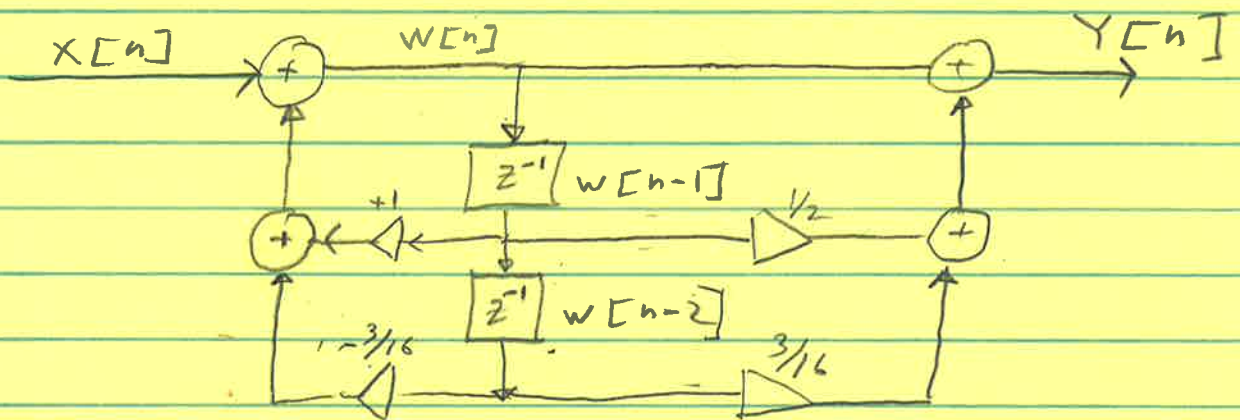 X[n] W[n] Y[n]
z⁻¹ w[n-1]
+1 1/2
z⁻¹ w[n-2]
-3/16 3/16